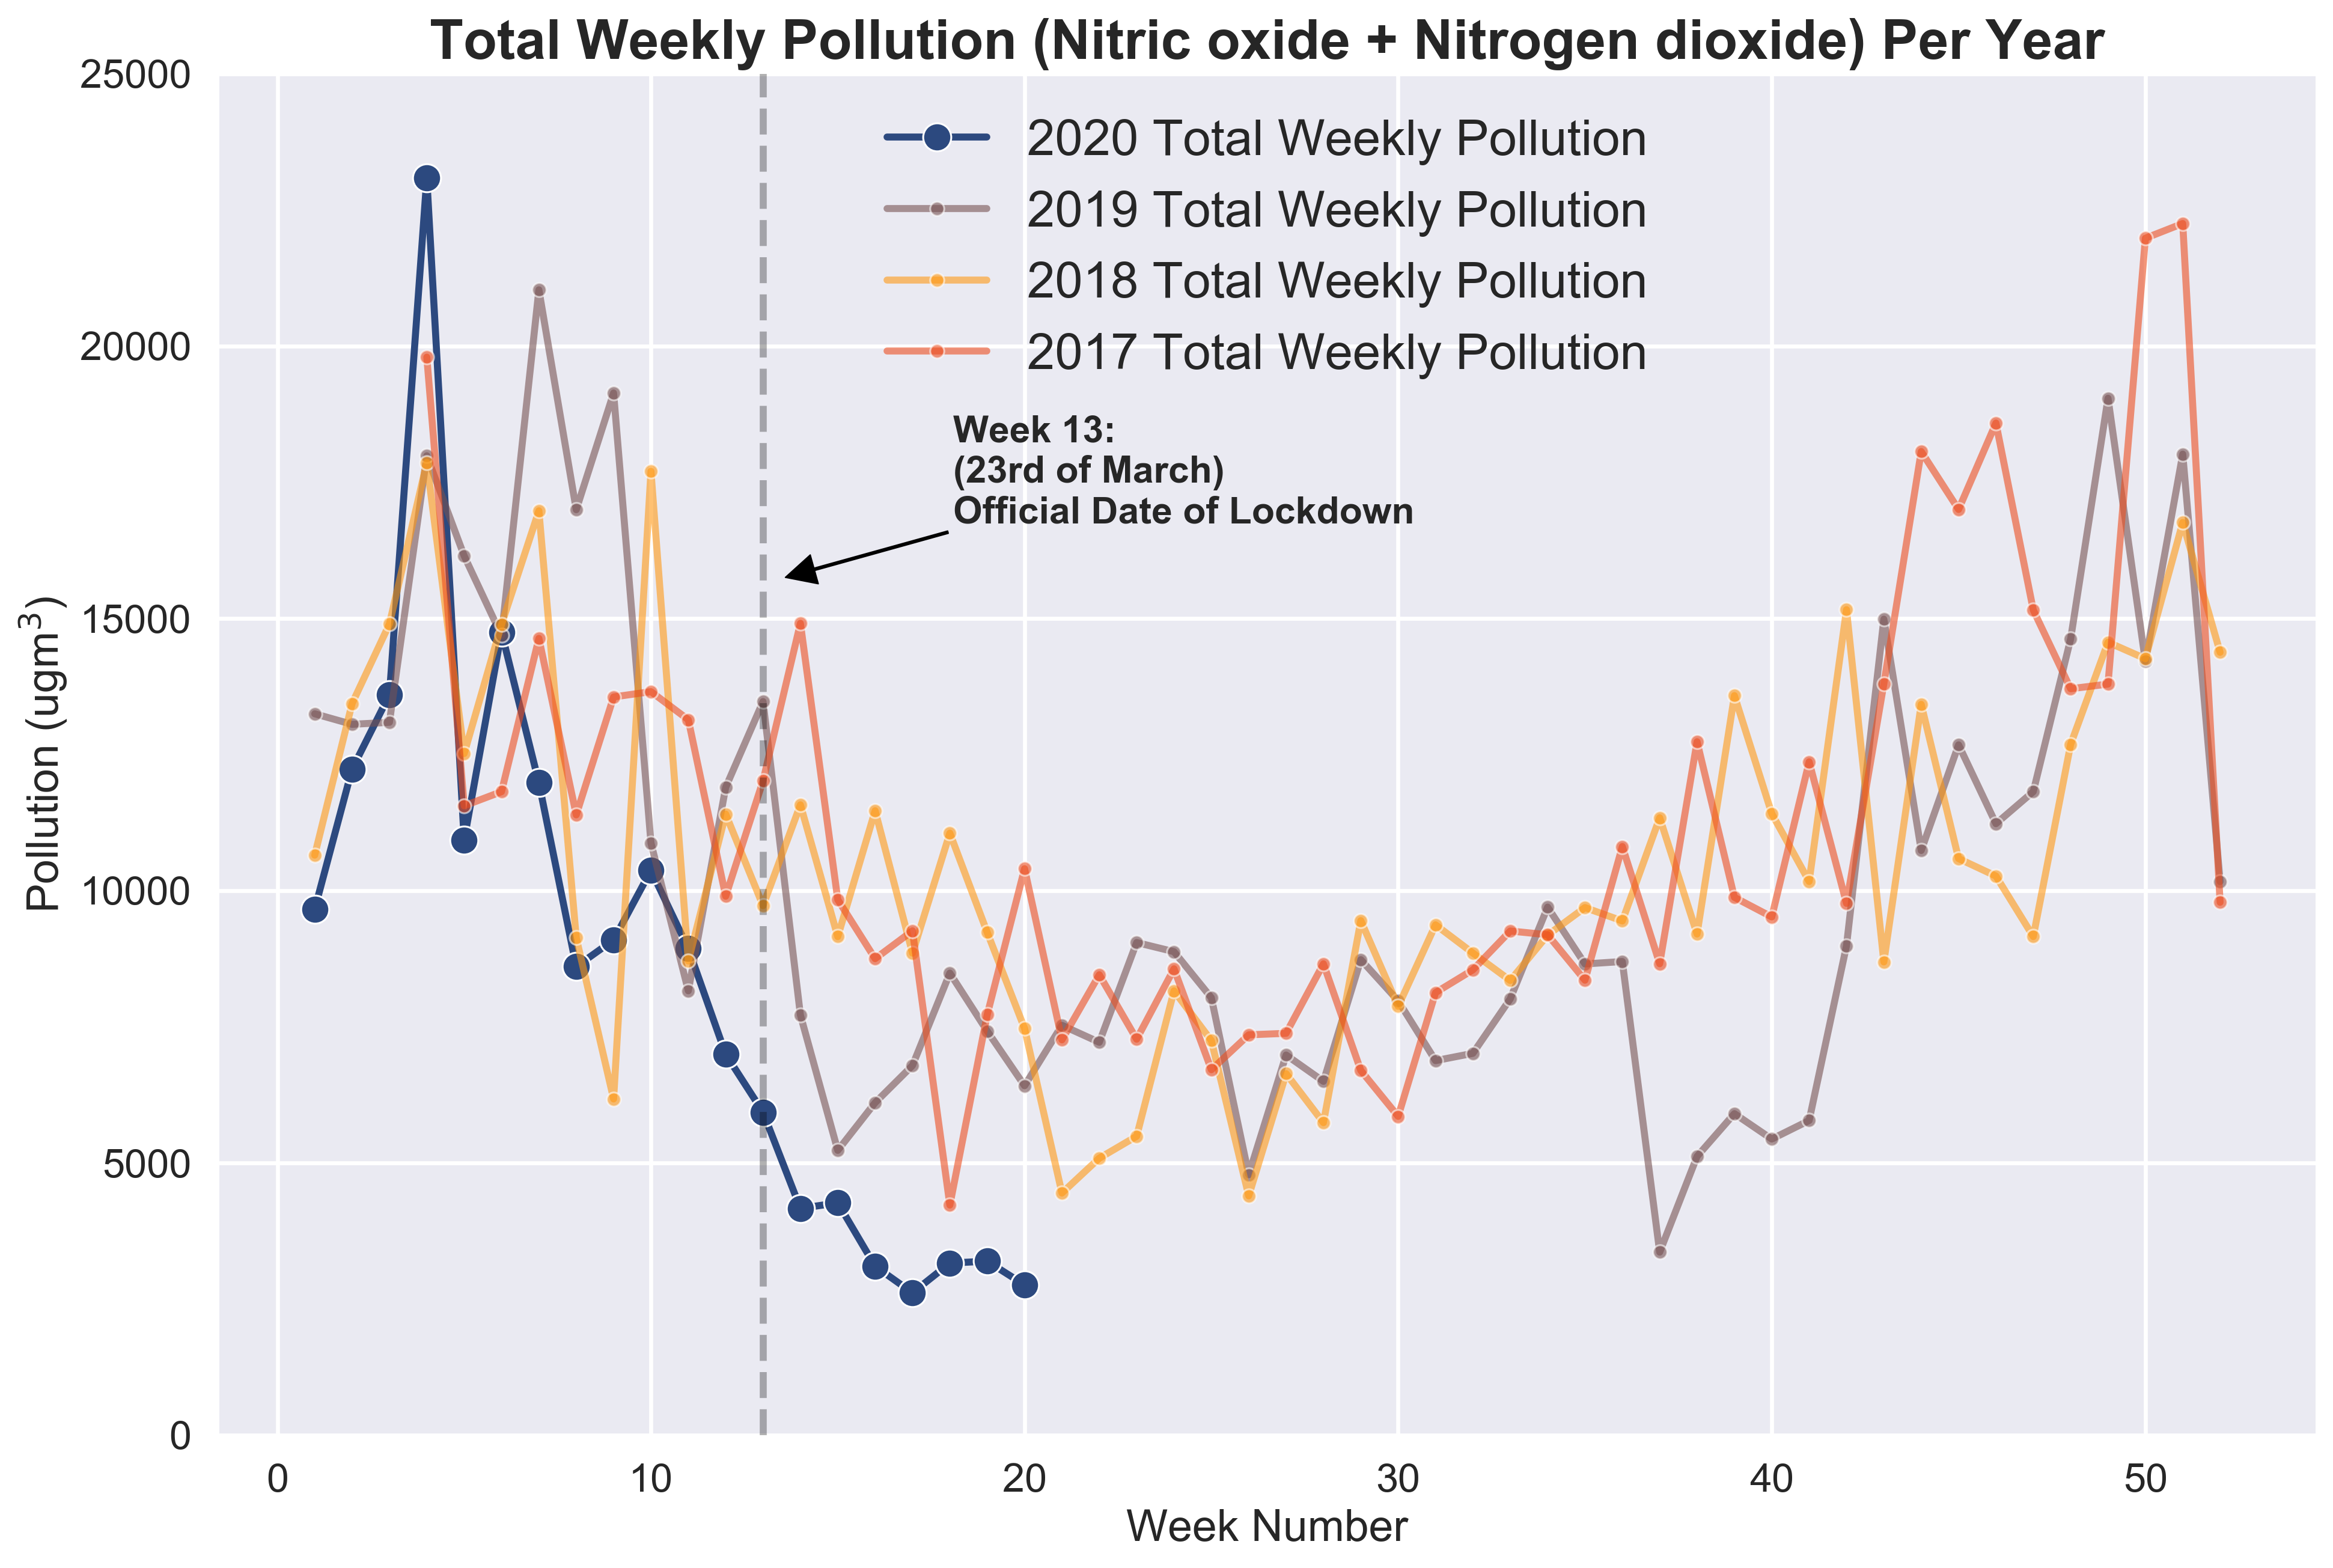 Total Weekly Pollution (Nitric oxide + Nitrogen dioxide) Per Year
25000
20000
15000
10000
5000
0
Pollution (ugm³)
2020 Total Weekly Pollution
2019 Total Weekly Pollution
2018 Total Weekly Pollution
2017 Total Weekly Pollution
Week 13:
(23rd of March)
Official Date of Lockdown
0 10 20 30 40 50
Week Number